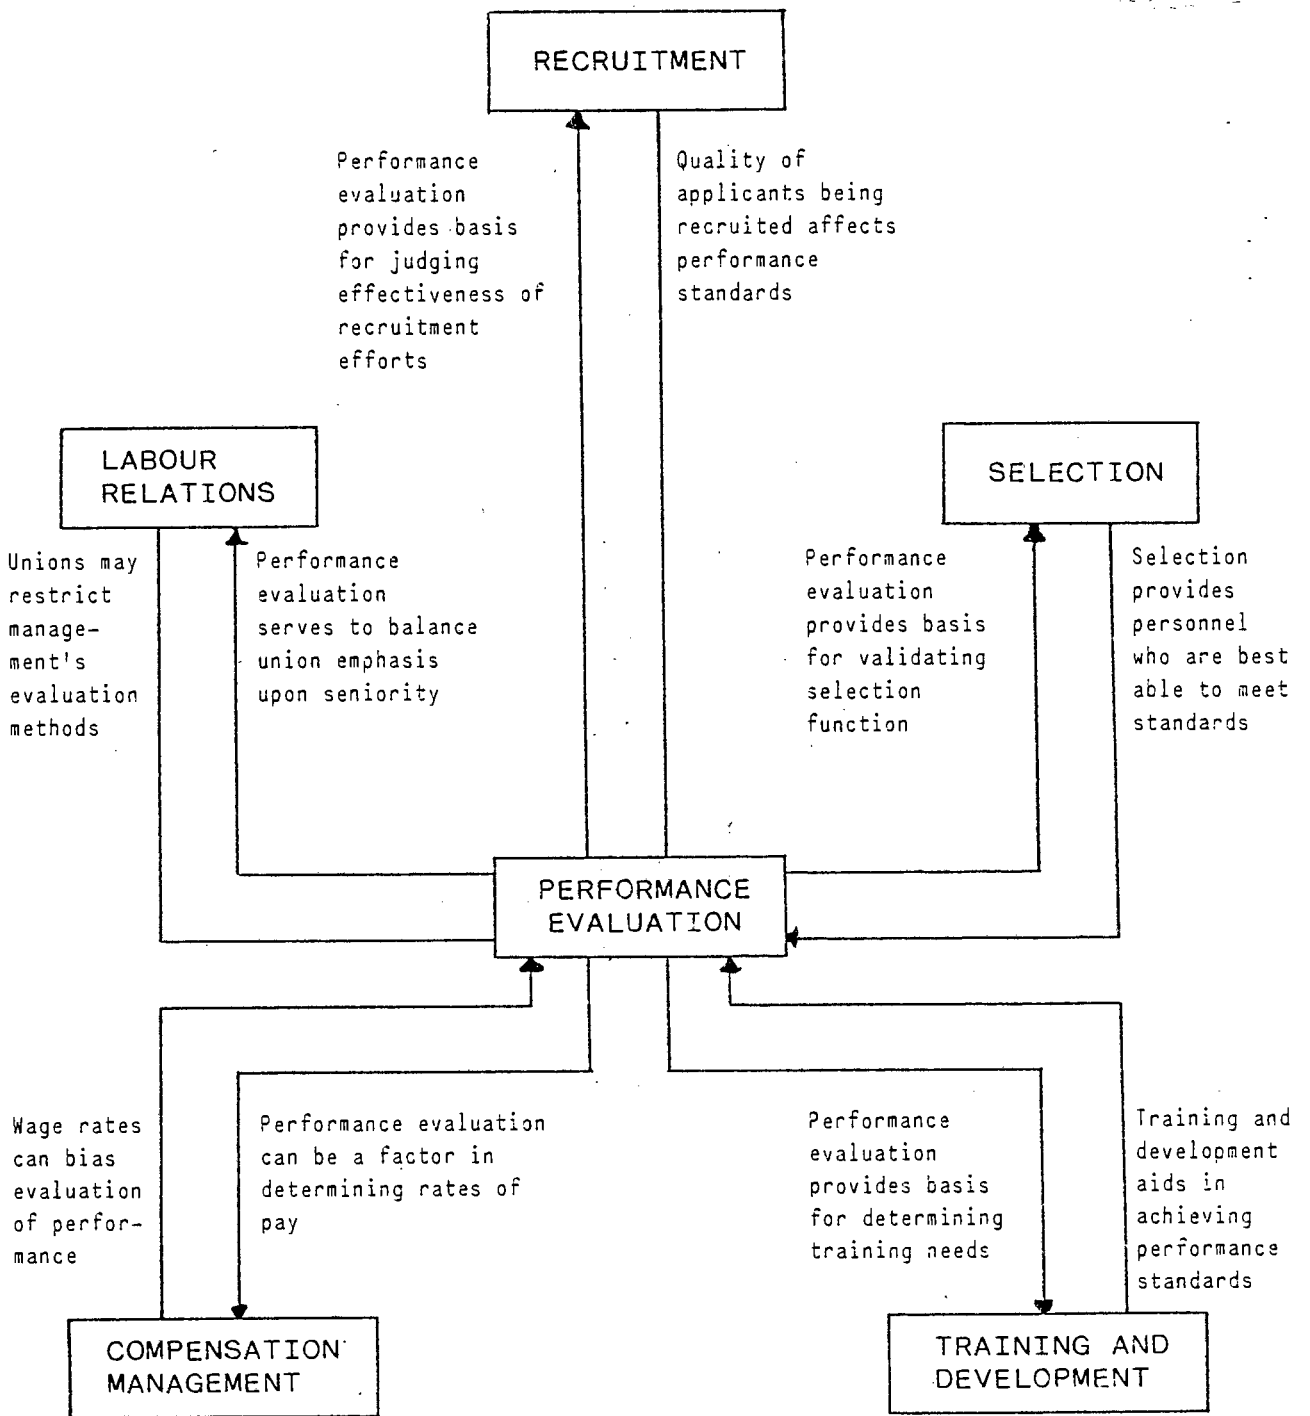 RECRUITMENT
Performance
evaluation
provides basis
for judging
effectiveness of
recruitment
efforts
Quality of
applicants being
recruited affects
performance
standards
LABOUR
RELATIONS
SELECTION
Unions may
restrict
manage-
ment's
evaluation
methods
Performance
evaluation
serves to balance
union emphasis
upon seniority
Performance
evaluation
provides basis
for validating
selection
function
Selection
provides
personnel
who are best
able to meet
standards
PERFORMANCE
EVALUATION
Wage rates
can bias
evaluation
of perfor-
mance
Performance evaluation
can be a factor in
determining rates of
pay
Performance
evaluation
provides basis
for determining
training needs
Training and
development
aids in
achieving
performance
standards
COMPENSATION
MANAGEMENT
TRAINING AND
DEVELOPMENT